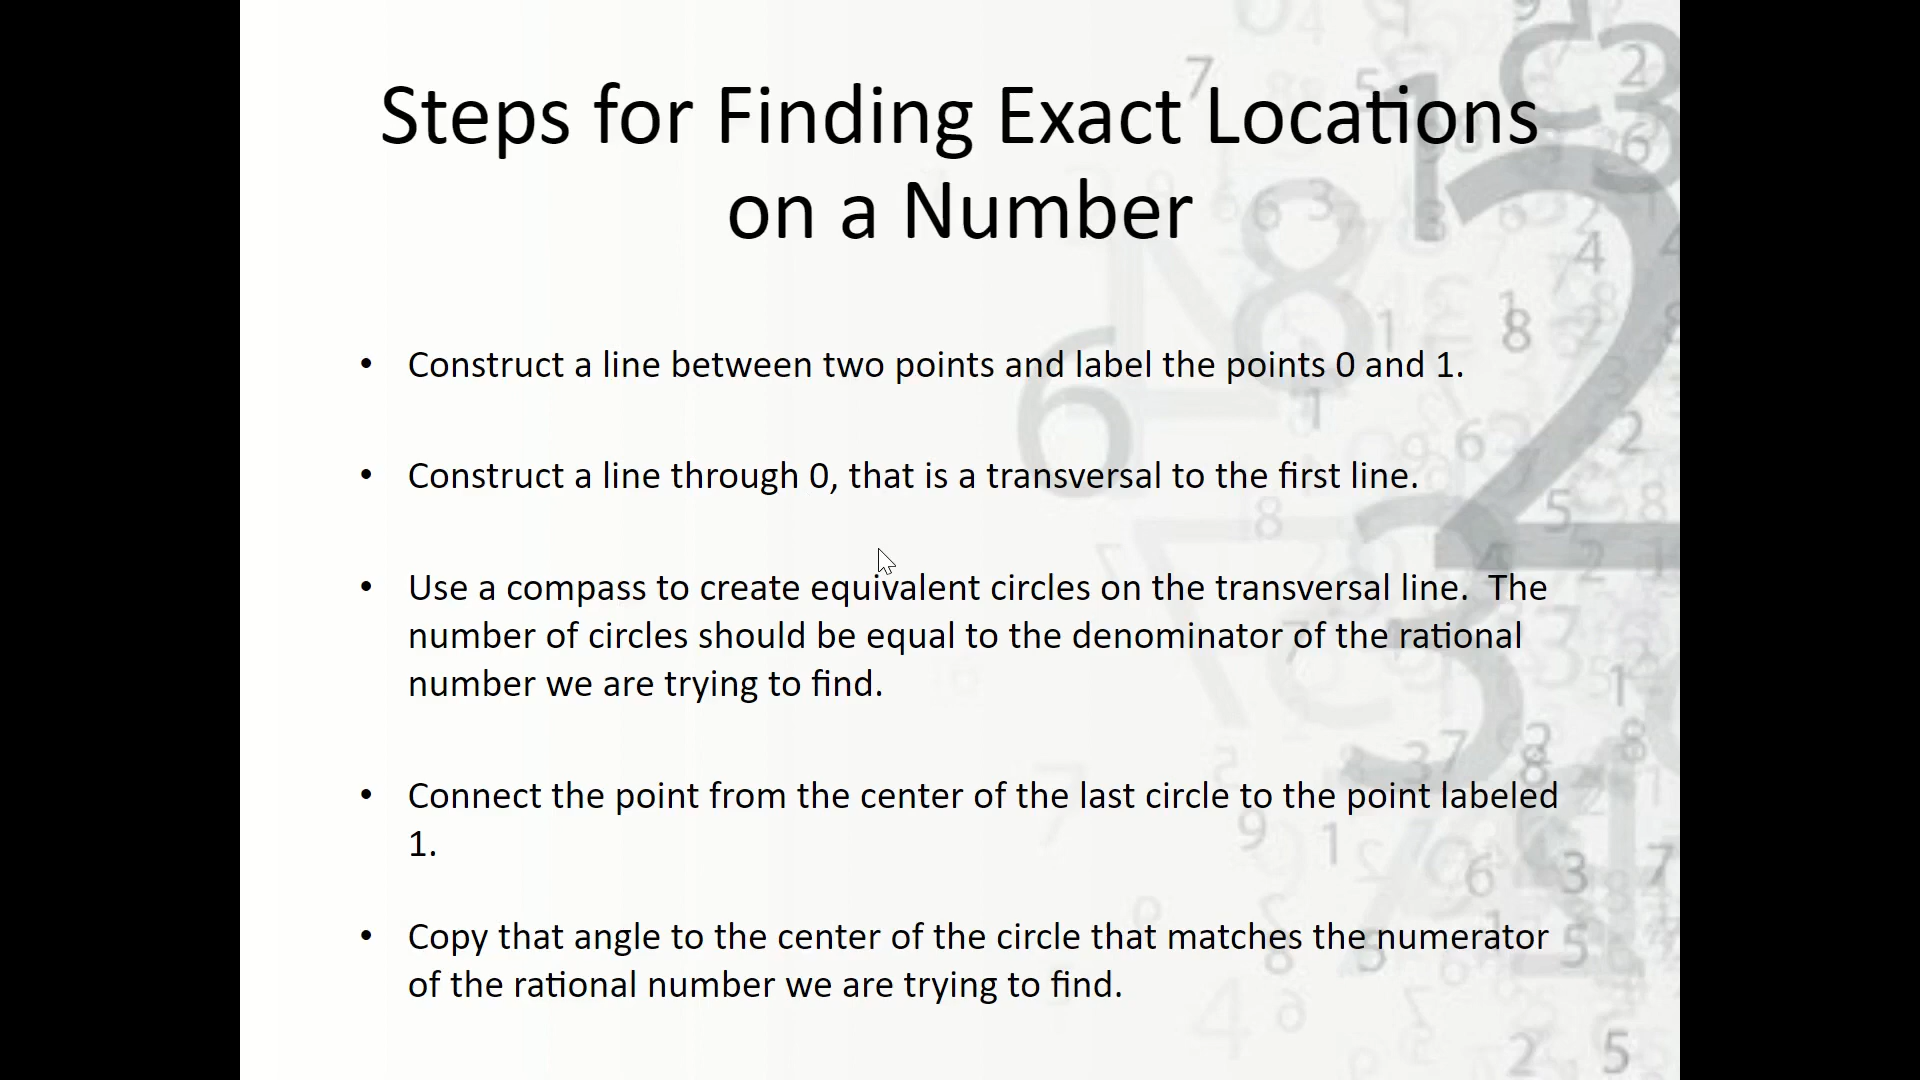 Steps for Finding Exact Locations
on a Number
• Construct a line between two points and label the points 0 and 1.
• Construct a line through 0, that is a transversal to the first line.
• Use a compass to create equivalent circles on the transversal line.  The
number of circles should be equal to the denominator of the rational
number we are trying to find.
• Connect the point from the center of the last circle to the point labeled
1.
• Copy that angle to the center of the circle that matches the numerator
of the rational number we are trying to find.